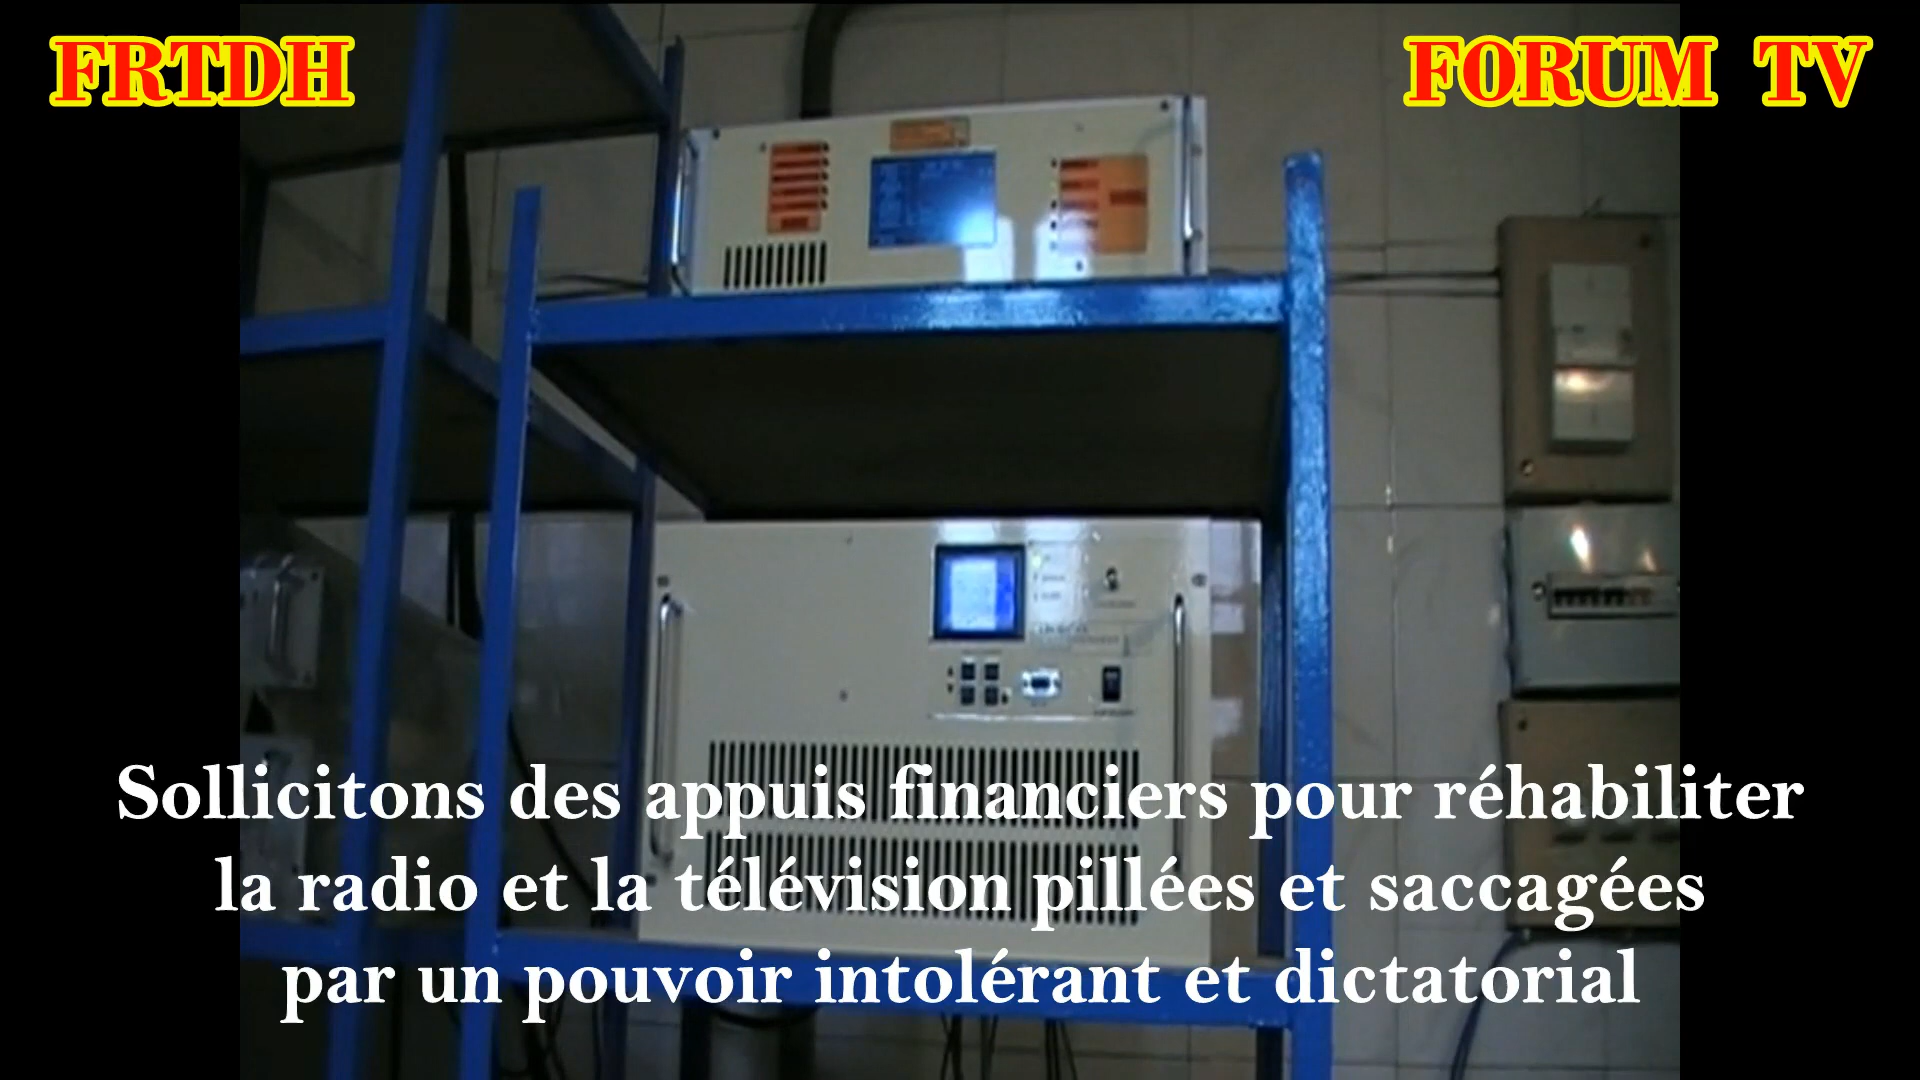 FRTDH
FORUM TV
Sollicitons des appuis financiers pour réhabiliter
la radio et la télévision pillées et saccagées
par un pouvoir intolérant et dictatorial